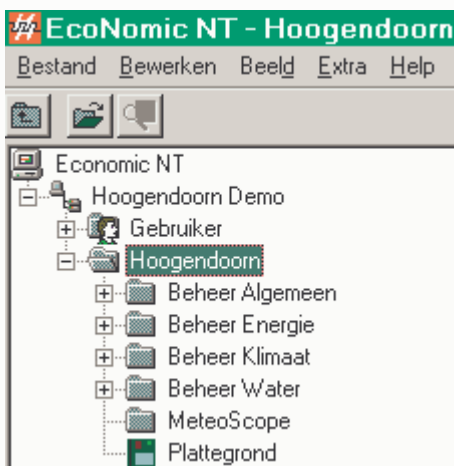 EcoNomic NT - Hoogendoorn
Bestand Bewerken Beeld Extra Help
Economic NT
Hoogendoorn Demo
Gebruiker
Hoogendoorn
Beheer Algemeen
Beheer Energie
Beheer Klimaat
Beheer Water
MeteoScope
Plattegrond